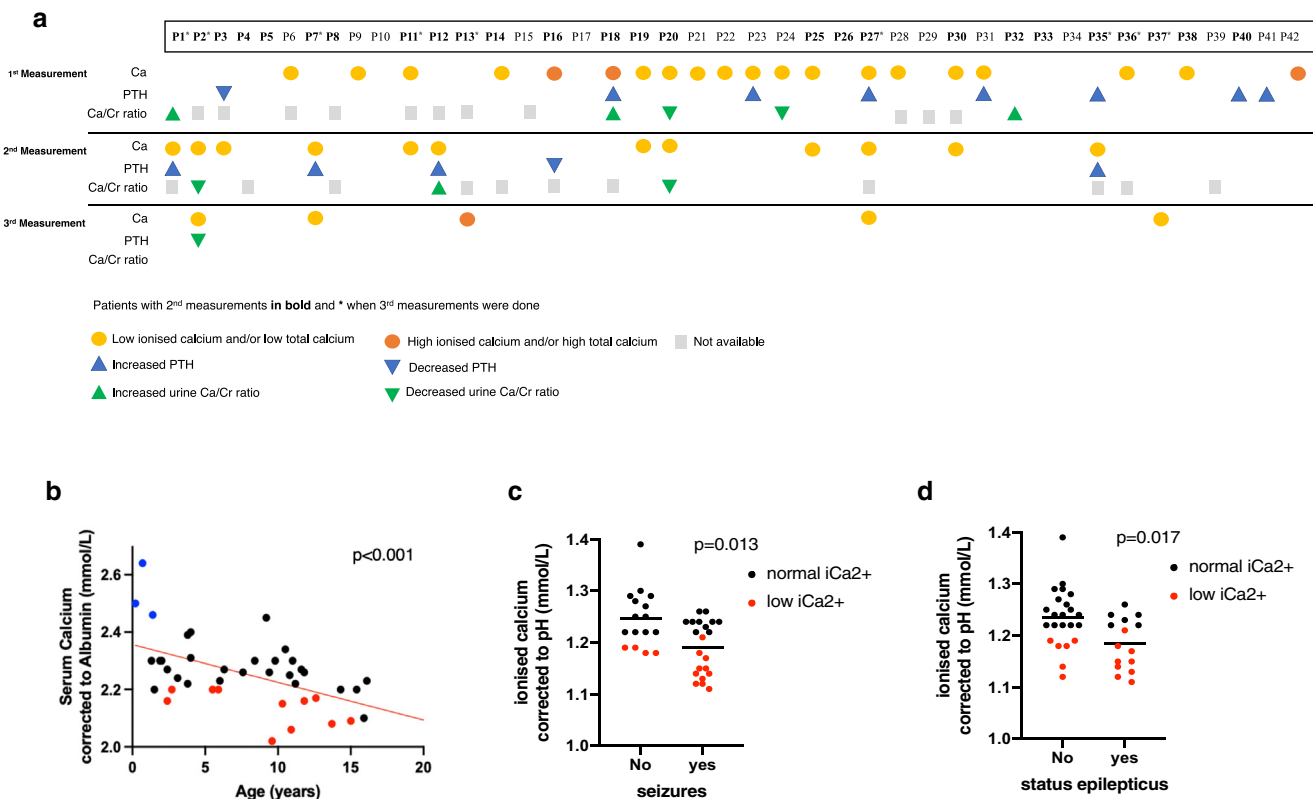 a
P1* P2* P3 P4 P5 P6 P7* P8 P9 P10 P11* P12 P13* P14 P15 P16 P17 P18 P19 P20 P21 P22 P23 P24 P25 P26 P27* P28 P29 P30 P31 P32 P33 P34 P35* P36* P37* P38 P39 P40 P41 P42
1st Measurement Ca
PTH
Ca/Cr ratio
2nd Measurement Ca
PTH
Ca/Cr ratio
3rd Measurement Ca
PTH
Ca/Cr ratio
Patients with 2nd measurements in bold and * when 3rd measurements were done
Low ionised calcium and/or low total calcium High ionised calcium and/or high total calcium Not available
Increased PTH Decreased PTH
Increased urine Ca/Cr ratio Decreased urine Ca/Cr ratio
b
Serum Calcium
corrected to Albumin (mmol/L)
2.6
2.4
2.2
2.0
p<0.001
0 5 10 15 20
Age (years)
c
ionised calcium
corrected to pH (mmol/L)
1.4
1.3
1.2
1.1
1.0
p=0.013
normal iCa2+
low iCa2+
No yes
seizures
d
ionised calcium
corrected to pH (mmol/L)
1.4
1.3
1.2
1.1
1.0
p=0.017
normal iCa2+
low iCa2+
No yes
status epilepticus